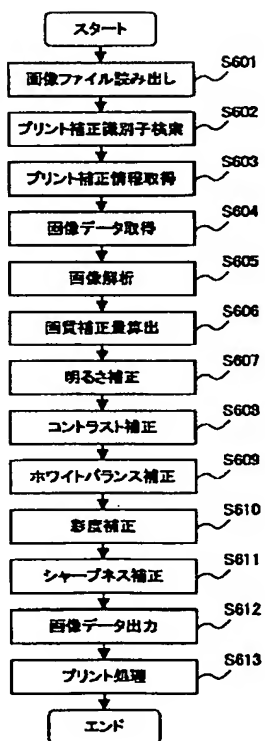 スタート
画像ファイル読み出し S601
プリント補正識別子検索 S602
プリント補正情報取得 S603
画像データ取得 S604
画像解析 S605
画質補正量算出 S606
明るさ補正 S607
コントラスト補正 S608
ホワイトバランス補正 S609
彩度補正 S610
シャープネス補正 S611
画像データ出力 S612
プリント処理 S613
エンド